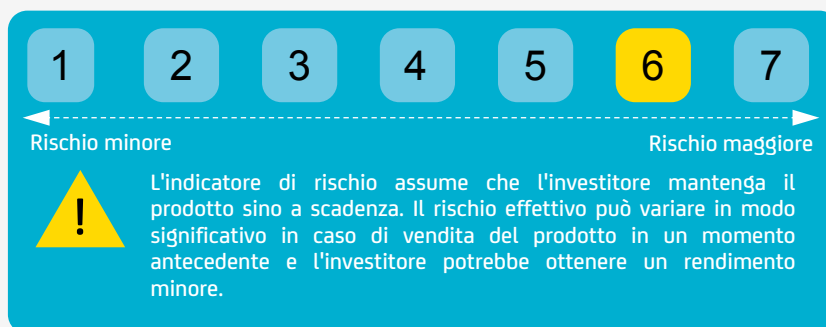 1 2 3 4 5 6 7
Rischio minore Rischio maggiore
!
L'indicatore di rischio assume che l'investitore mantenga il
prodotto sino a scadenza. Il rischio effettivo può variare in modo
significativo in caso di vendita del prodotto in un momento
antecedente e l'investitore potrebbe ottenere un rendimento
minore.